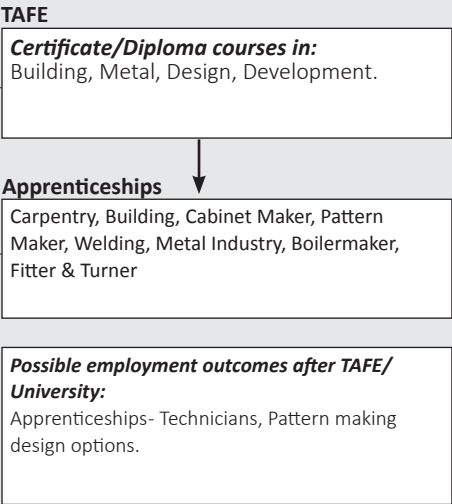 TAFE
Certificate/Diploma courses in:
Building, Metal, Design, Development.
Apprenticeships
Carpentry, Building, Cabinet Maker, Pattern
Maker, Welding, Metal Industry, Boilermaker,
Fitter & Turner
Possible employment outcomes after TAFE/
University:
Apprenticeships- Technicians, Pattern making
design options.